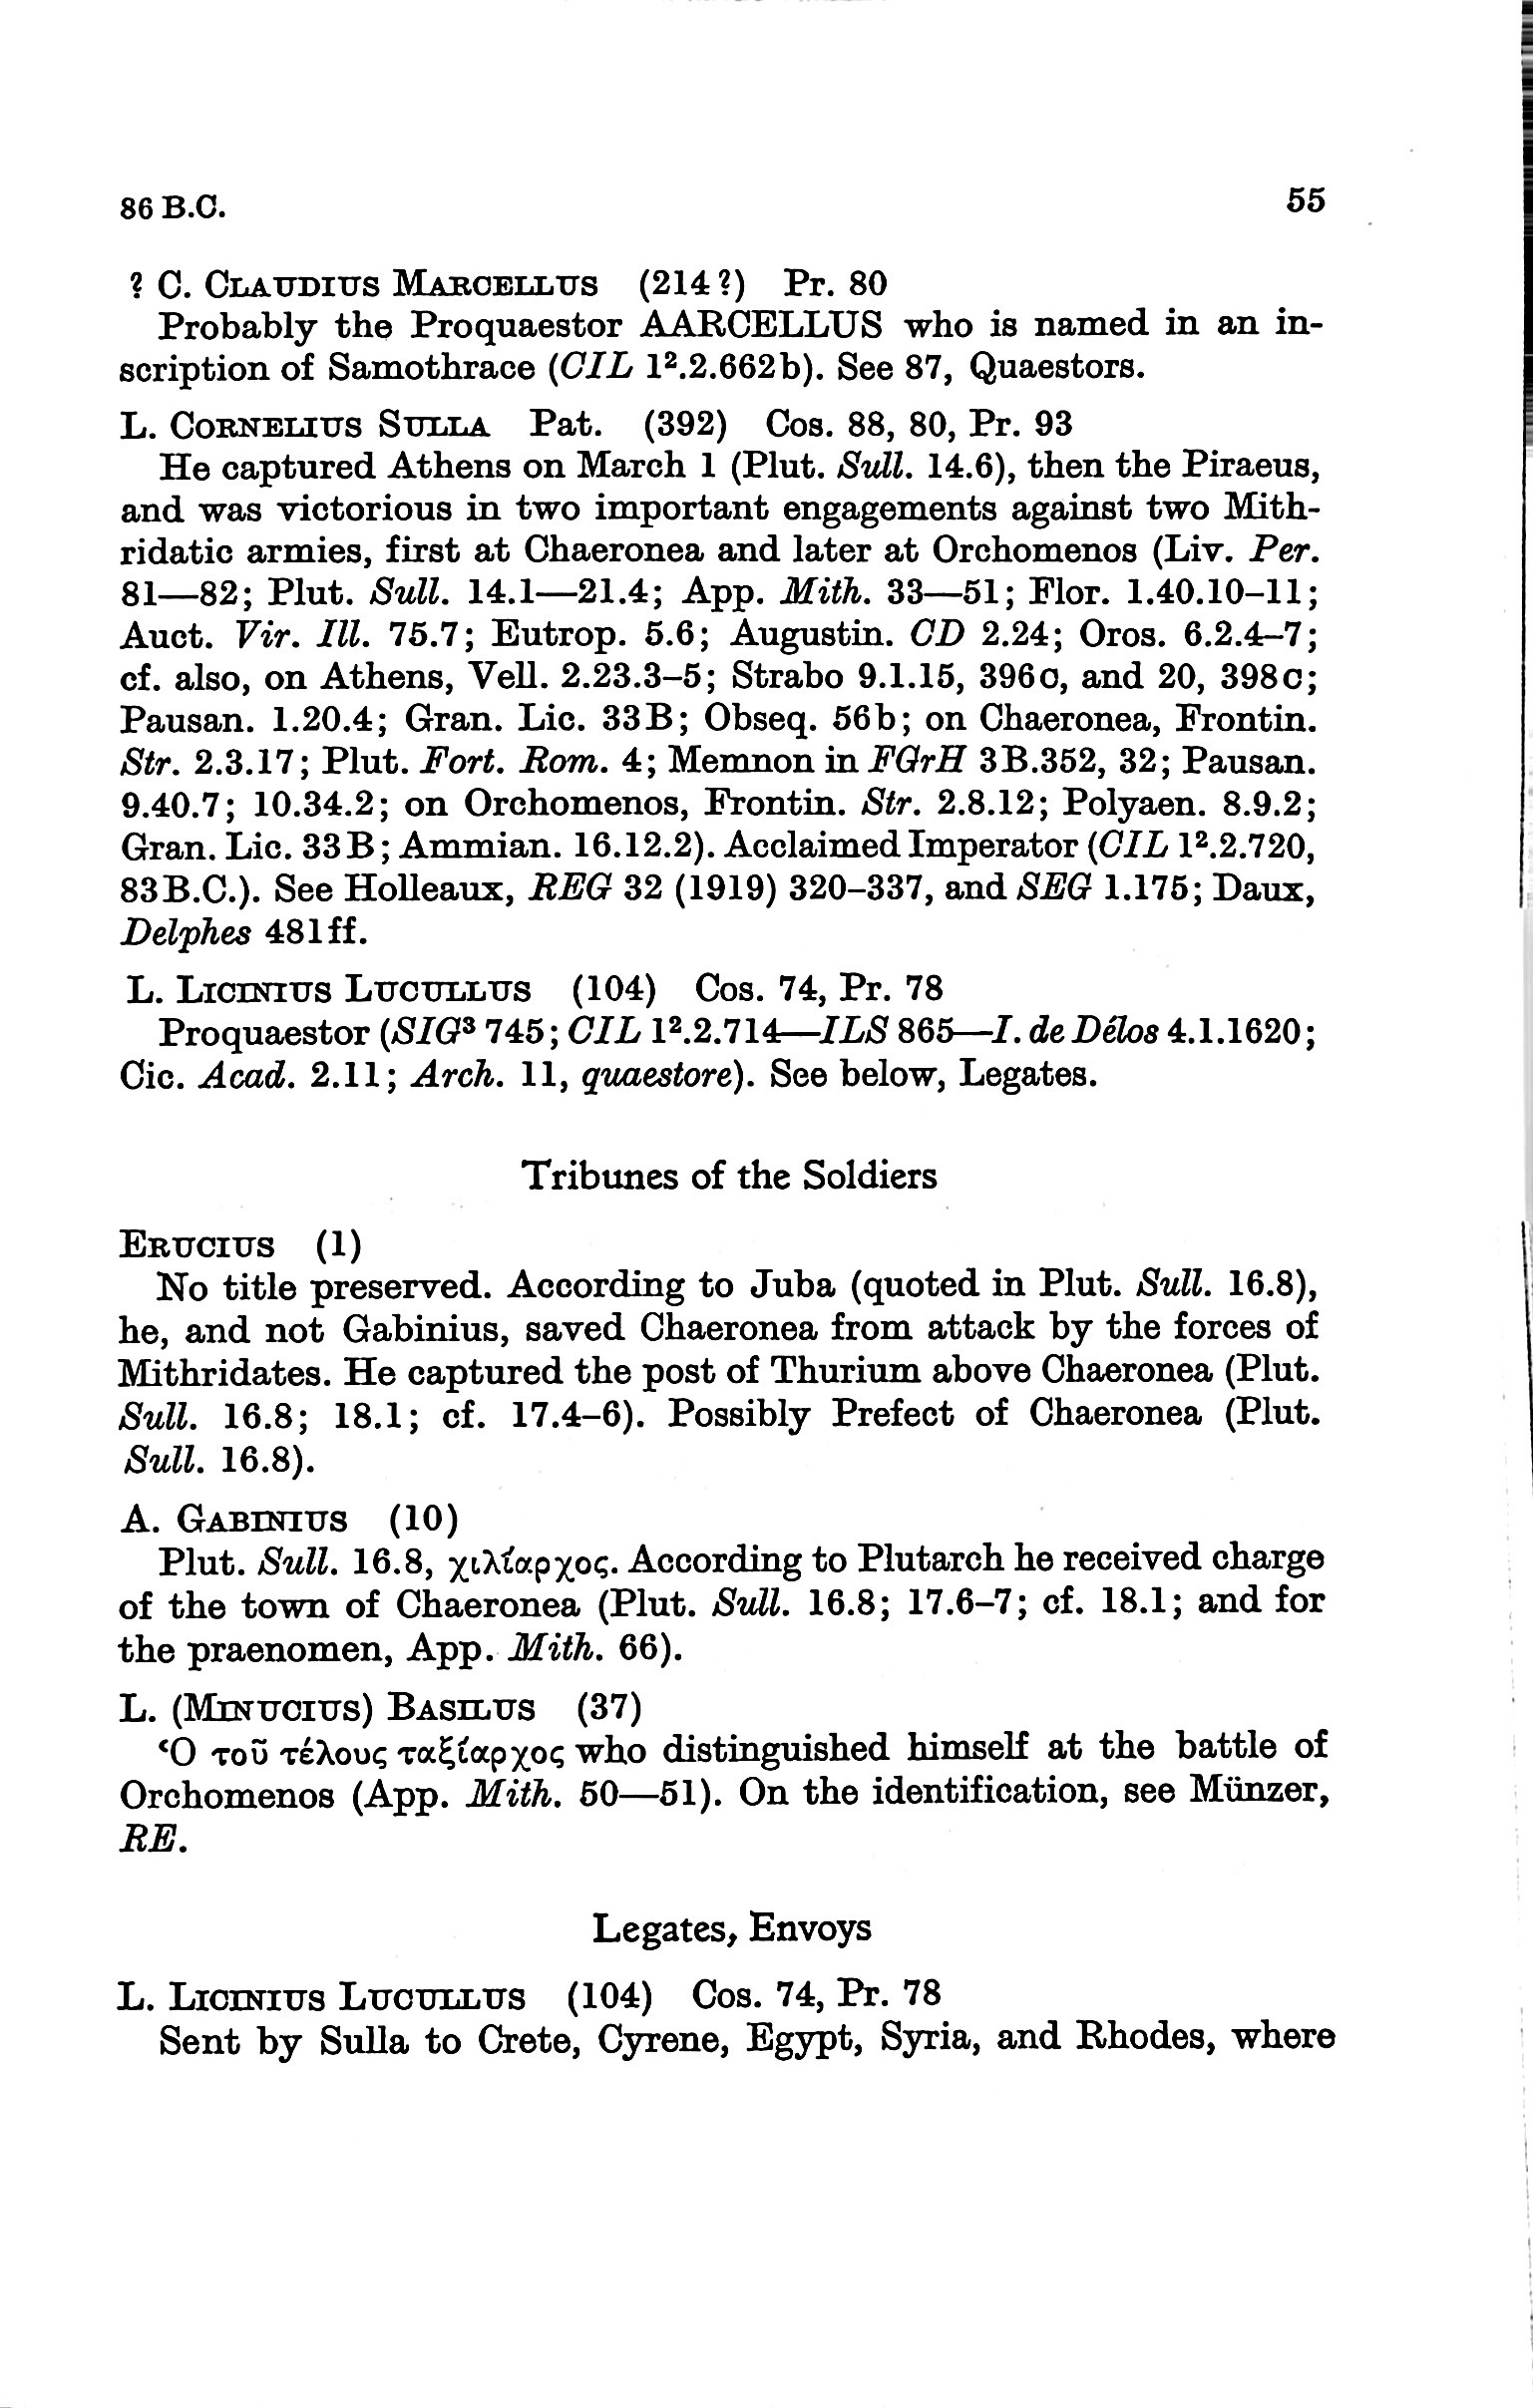 86 B.C. 55
? C. CLAUDIUS MARCELLUS (214?) Pr. 80
Probably the Proquaestor AARCELLUS who is named in an in-
scription of Samothrace (CIL 1².2.662b). See 87, Quaestors.
L. CORNELIUS SULLA Pat. (392) Cos. 88, 80, Pr. 93
He captured Athens on March 1 (Plut. Sull. 14.6), then the Piraeus,
and was victorious in two important engagements against two Mith-
ridatic armies, first at Chaeronea and later at Orchomenos (Liv. Per.
81—82; Plut. Sull. 14.1—21.4; App. Mith. 33—51; Flor. 1.40.10–11;
Auct. Vir. Ill. 75.7; Eutrop. 5.6; Augustin. CD 2.24; Oros. 6.2.4–7;
cf. also, on Athens, Vell. 2.23.3–5; Strabo 9.1.15, 396c, and 20, 398c;
Pausan. 1.20.4; Gran. Lic. 33B; Obseq. 56b; on Chaeronea, Frontin.
Str. 2.3.17; Plut. Fort. Rom. 4; Memnon in FGrH 3B.352, 32; Pausan.
9.40.7; 10.34.2; on Orchomenos, Frontin. Str. 2.8.12; Polyaen. 8.9.2;
Gran. Lic. 33B; Ammian. 16.12.2). Acclaimed Imperator (CIL 1².2.720,
83B.C.). See Holleaux, REG 32 (1919) 320–337, and SEG 1.175; Daux,
Delphes 481ff.
L. LICINIUS LUCULLUS (104) Cos. 74, Pr. 78
Proquaestor (SIG³ 745; CIL 1².2.714—ILS 865—I. de Délos 4.1.1620;
Cic. Acad. 2.11; Arch. 11, quaestore). See below, Legates.
Tribunes of the Soldiers
ERUCIUS (1)
No title preserved. According to Juba (quoted in Plut. Sull. 16.8),
he, and not Gabinius, saved Chaeronea from attack by the forces of
Mithridates. He captured the post of Thurium above Chaeronea (Plut.
Sull. 16.8; 18.1; cf. 17.4–6). Possibly Prefect of Chaeronea (Plut.
Sull. 16.8).
A. GABINIUS (10)
Plut. Sull. 16.8, χιλίαρχος. According to Plutarch he received charge
of the town of Chaeronea (Plut. Sull. 16.8; 17.6–7; cf. 18.1; and for
the praenomen, App. Mith. 66).
L. (MINUCIUS) BASILUS (37)
Ὁ τοῦ τέλους ταξίαρχος who distinguished himself at the battle of
Orchomenos (App. Mith. 50—51). On the identification, see Münzer,
RE.
Legates, Envoys
L. LICINIUS LUCULLUS (104) Cos. 74, Pr. 78
Sent by Sulla to Crete, Cyrene, Egypt, Syria, and Rhodes, where